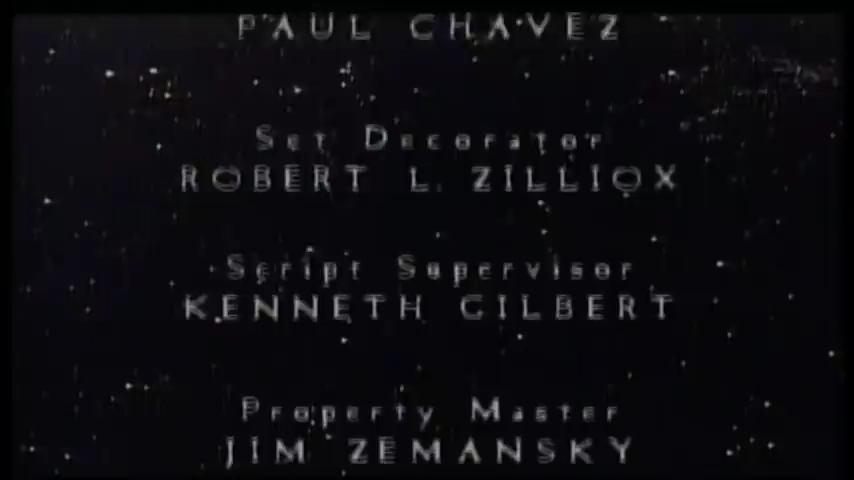 PAUL CHAVEZ
Set Decorator
ROBERT L. ZILLIOX
Script Supervisor
KENNETH GILBERT
Property Master
JIM ZEMANSKY